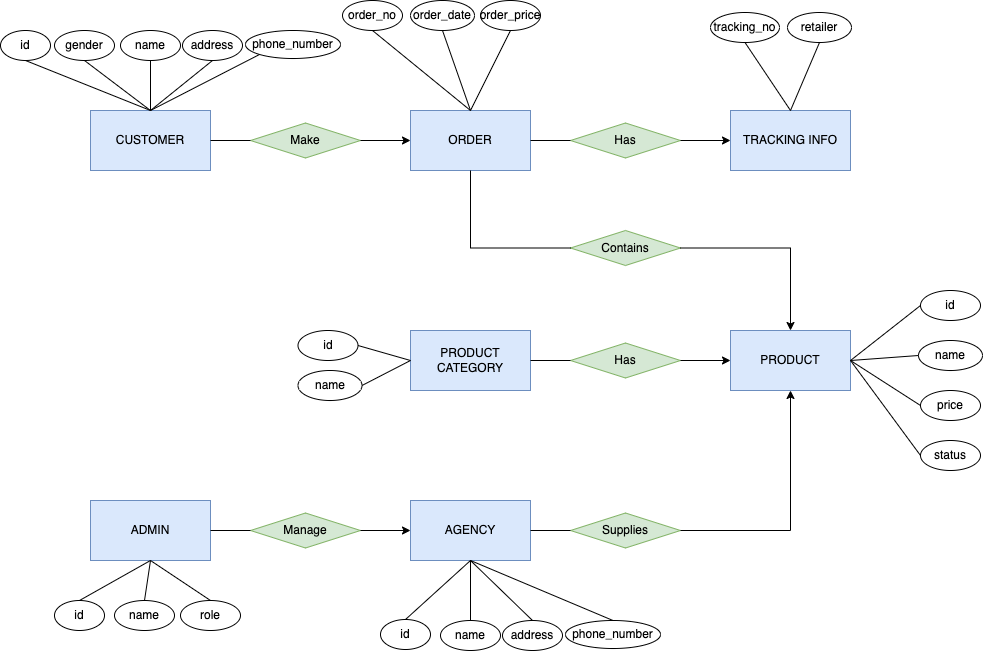 order_no
order_date
order_price
tracking_no
retailer
id
gender
name
address
phone_number
CUSTOMER
Make
ORDER
Has
TRACKING INFO
Contains
id
name
PRODUCT
CATEGORY
Has
PRODUCT
id
name
price
status
ADMIN
Manage
AGENCY
Supplies
id
name
role
id
name
address
phone_number